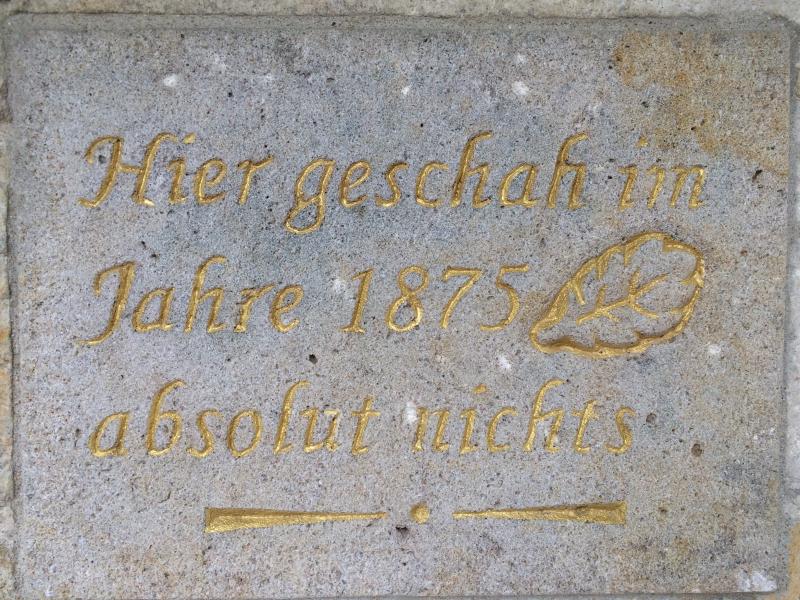 Hier geschah im
Jahre 1875
absolut nichts